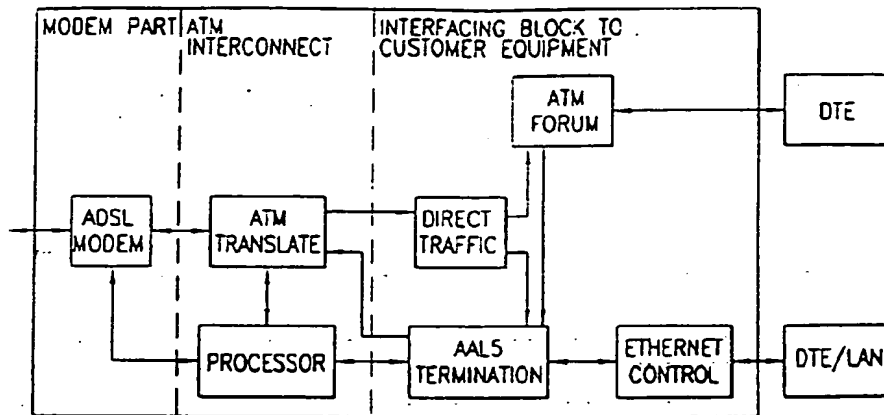 MODEM PART
ATM
INTERCONNECT
INTERFACING BLOCK TO
CUSTOMER EQUIPMENT
ATM
FORUM
DTE
ADSL
MODEM
ATM
TRANSLATE
DIRECT
TRAFFIC
PROCESSOR
AAL5
TERMINATION
ETHERNET
CONTROL
DTE/LAN